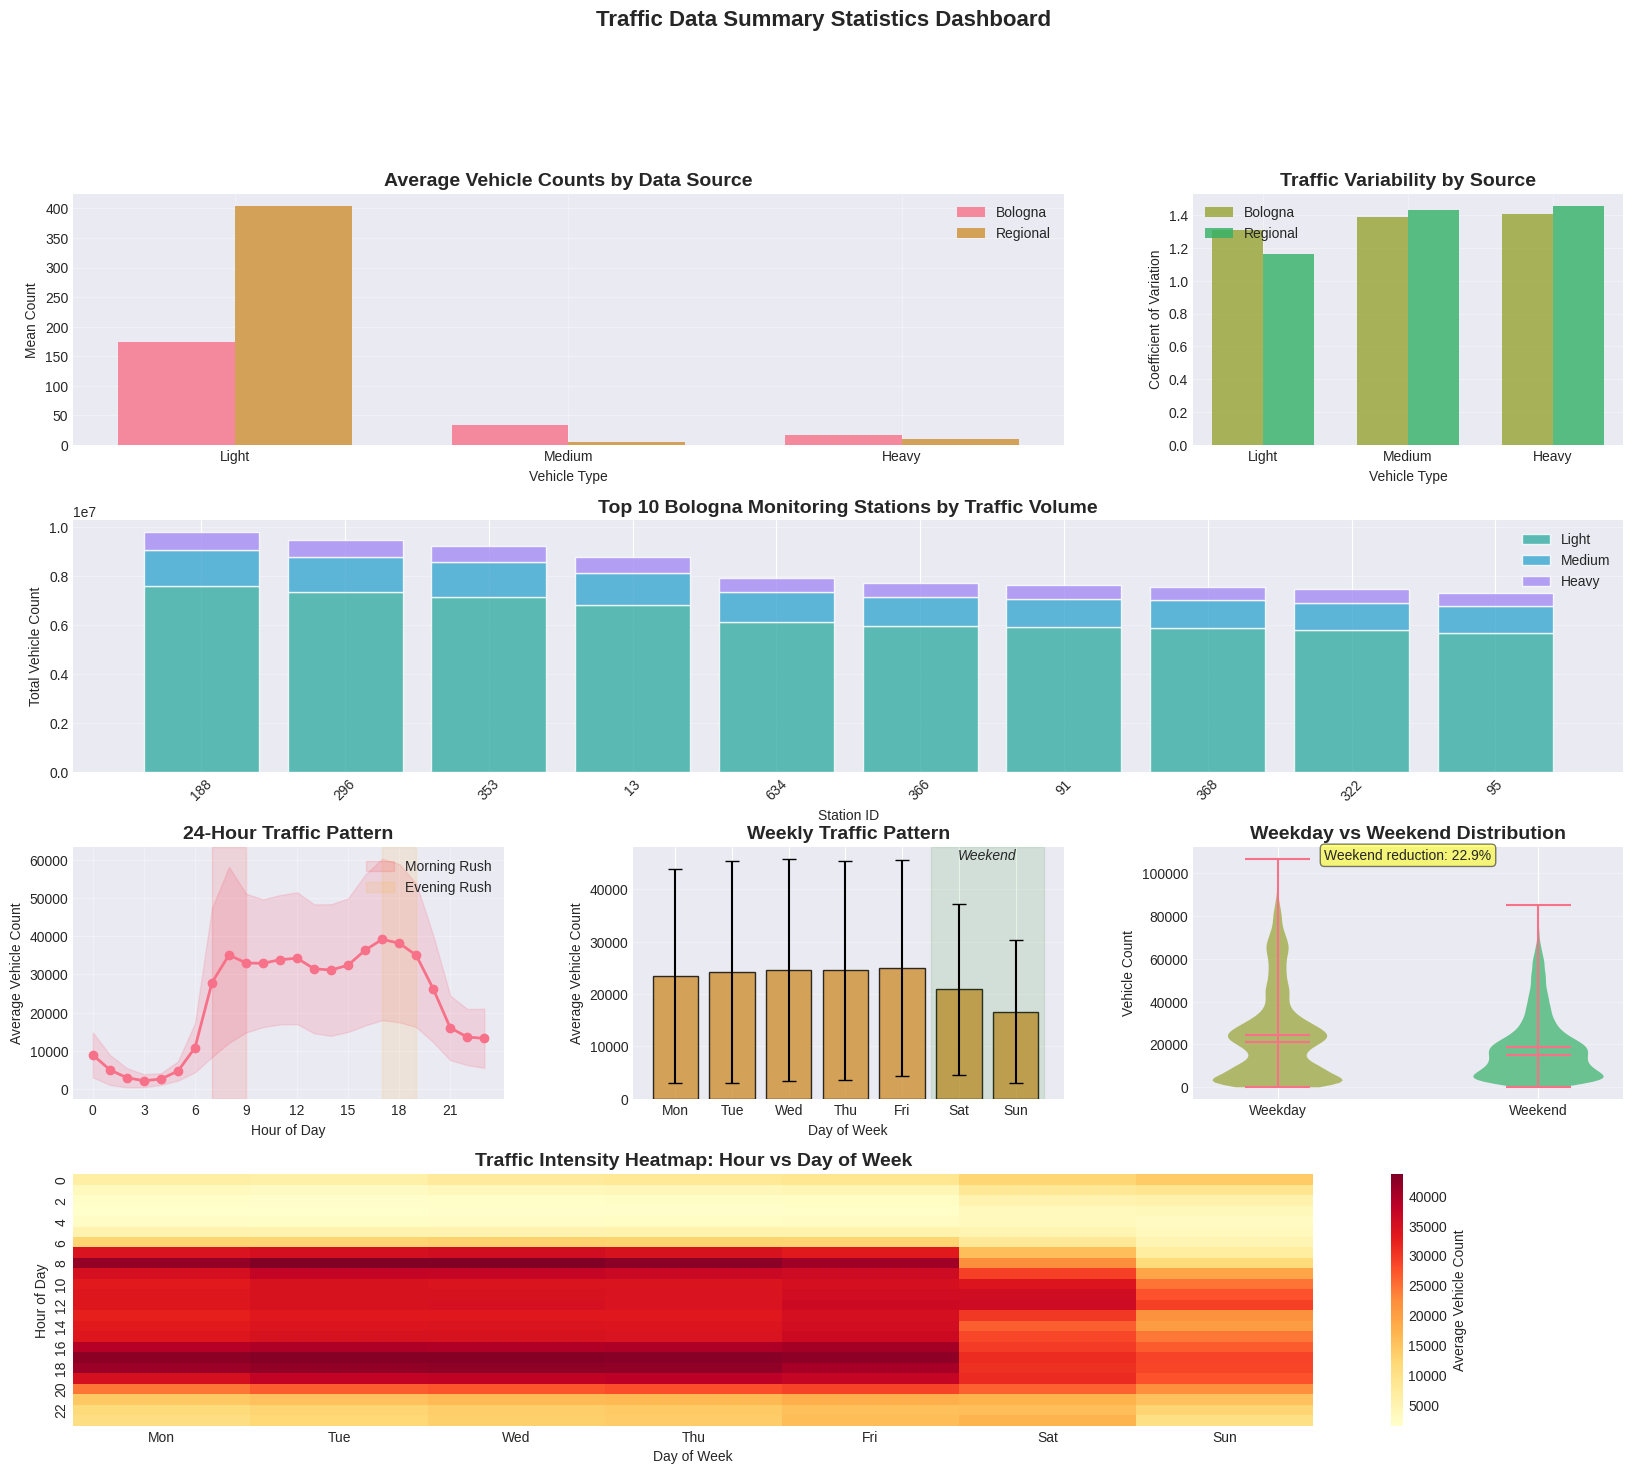 Traffic Data Summary Statistics Dashboard
Average Vehicle Counts by Data Source
Mean Count
400
350
300
250
200
150
100
50
0
Bologna
Regional
Light Medium Heavy
Vehicle Type
Traffic Variability by Source
Coefficient of Variation
1.4
1.2
1.0
0.8
0.6
0.4
0.2
0.0
Bologna
Regional
Light Medium Heavy
Vehicle Type
Top 10 Bologna Monitoring Stations by Traffic Volume
1e7
Total Vehicle Count
1.0
0.8
0.6
0.4
0.2
0.0
Light
Medium
Heavy
188 296 353 13 634 366 91 368 322 95
Station ID
24-Hour Traffic Pattern
Average Vehicle Count
60000
50000
40000
30000
20000
10000
0
Morning Rush
Evening Rush
0 3 6 9 12 15 18 21
Hour of Day
Weekly Traffic Pattern
Average Vehicle Count
40000
30000
20000
10000
0
Weekend
Mon Tue Wed Thu Fri Sat Sun
Day of Week
Weekday vs Weekend Distribution
Weekend reduction: 22.9%
Vehicle Count
100000
80000
60000
40000
20000
0
Weekday Weekend
Traffic Intensity Heatmap: Hour vs Day of Week
Hour of Day
0
2
4
6
8
10
12
14
16
18
20
22
Mon Tue Wed Thu Fri Sat Sun
Day of Week
40000
35000
30000
25000
20000
15000
10000
5000
Average Vehicle Count